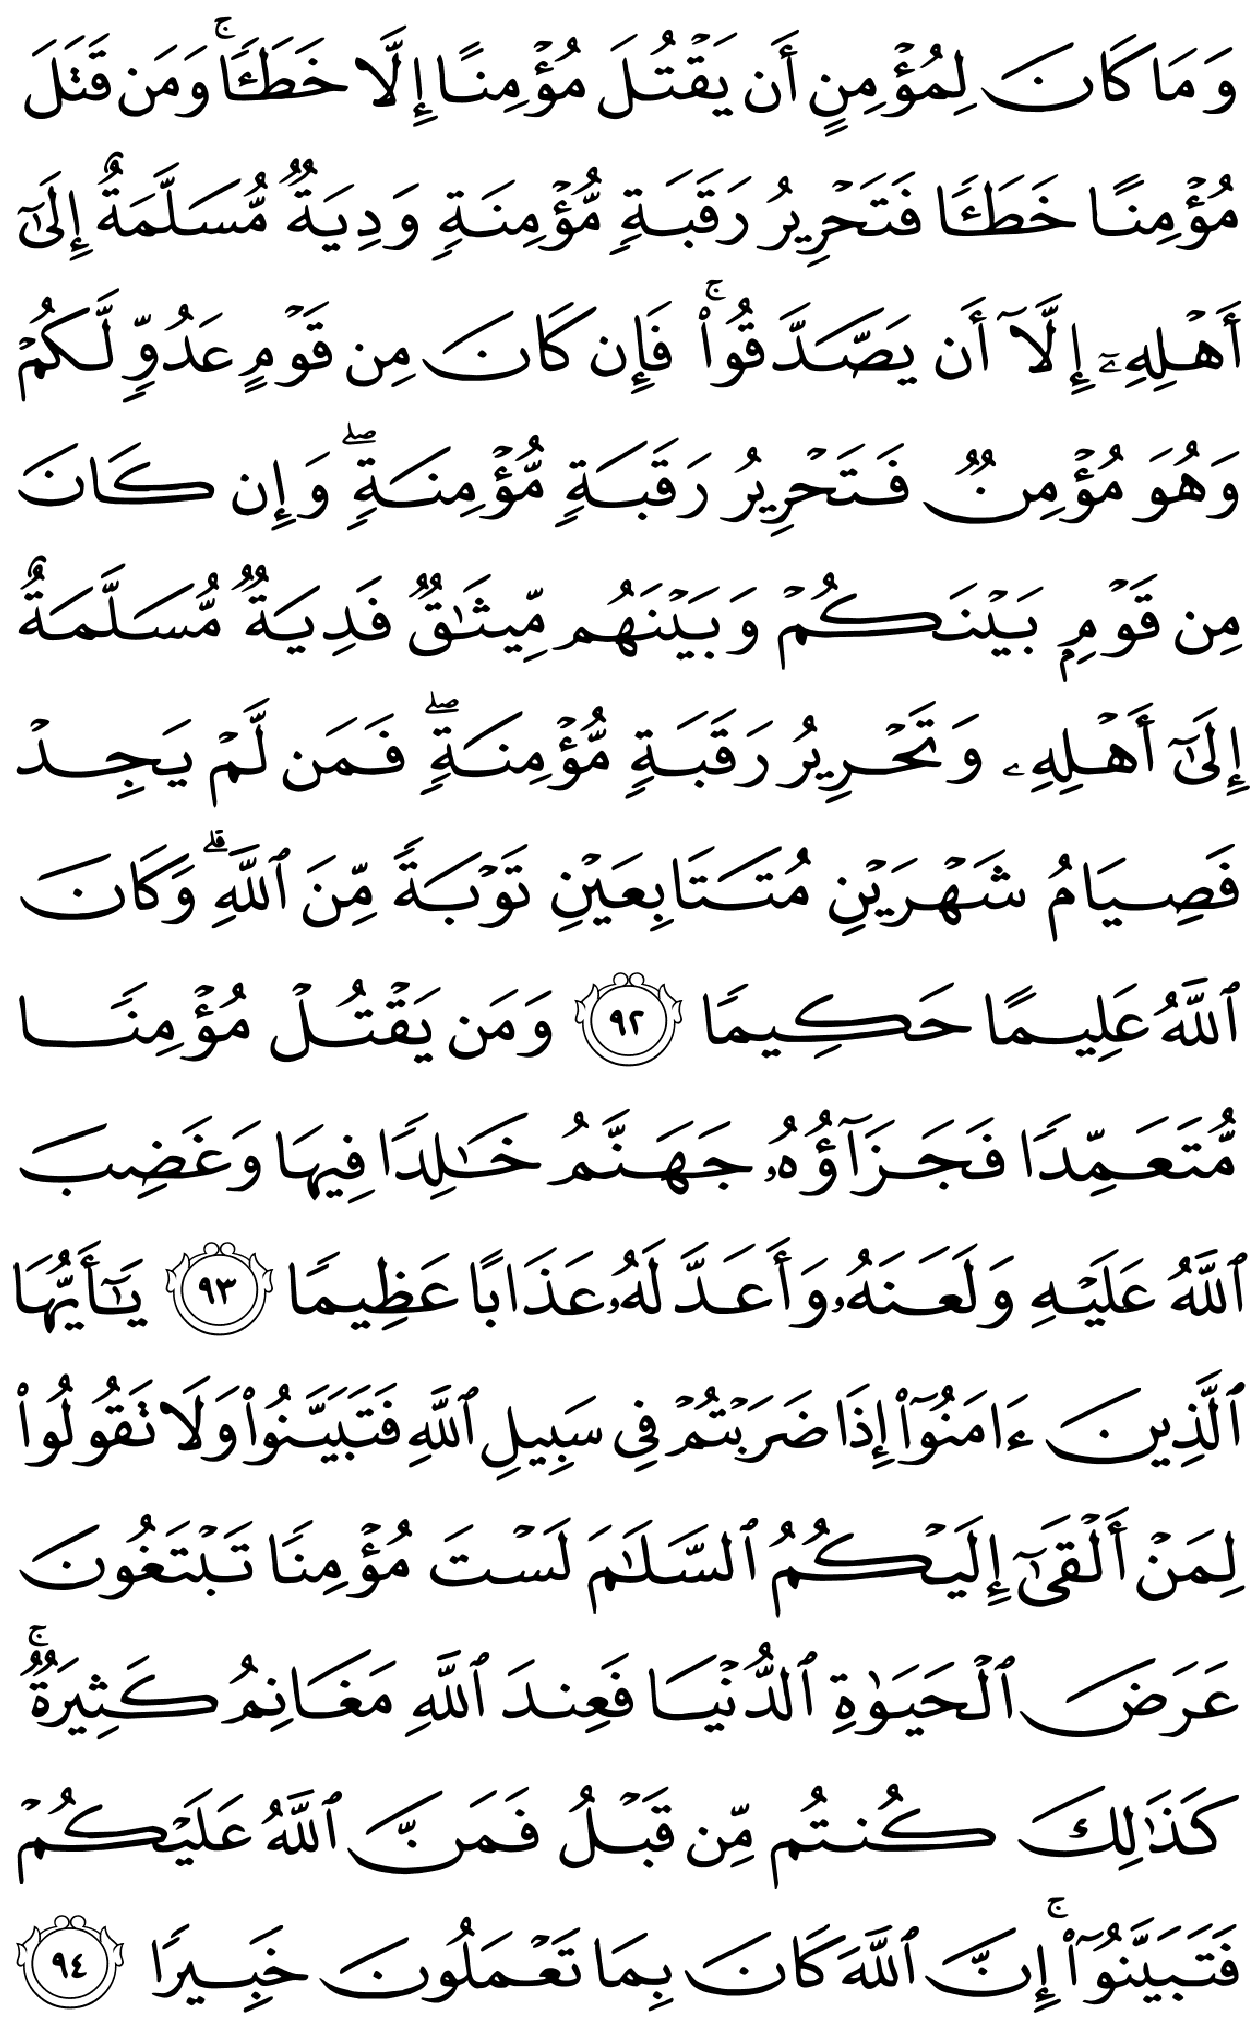 وَمَا كَانَ لِمُؤۡمِنٍ أَن يَقۡتُلَ مُؤۡمِنًا إِلَّا خَطَـًٔاۚ وَمَن قَتَلَ
مُؤۡمِنًا خَطَـًٔا فَتَحۡرِيرُ رَقَبَةٍ مُّؤۡمِنَةٍ وَدِيَةٌ مُّسَلَّمَةٌ إِلَىٰٓ
أَهۡلِهِۦٓ إِلَّآ أَن يَصَّدَّقُواْۚ فَإِن كَانَ مِن قَوۡمٍ عَدُوٍّ لَّكُمۡ
وَهُوَ مُؤۡمِنٌ فَتَحۡرِيرُ رَقَبَةٍ مُّؤۡمِنَةٍۖ وَإِن كَانَ
مِن قَوۡمِۭ بَيۡنَكُمۡ وَبَيۡنَهُم مِّيثَٰقٌ فَدِيَةٌ مُّسَلَّمَةٌ
إِلَىٰٓ أَهۡلِهِۦ وَتَحۡرِيرُ رَقَبَةٍ مُّؤۡمِنَةٍۖ فَمَن لَّمۡ يَجِدۡ
فَصِيَامُ شَهۡرَيۡنِ مُتَتَابِعَيۡنِ تَوۡبَةً مِّنَ ٱللَّهِۗ وَكَانَ
ٱللَّهُ عَلِيمًا حَكِيمًا ٩٢ وَمَن يَقۡتُلۡ مُؤۡمِنًا
مُّتَعَمِّدًا فَجَزَآؤُهُۥ جَهَنَّمُ خَٰلِدًا فِيهَا وَغَضِبَ
ٱللَّهُ عَلَيۡهِ وَلَعَنَهُۥ وَأَعَدَّ لَهُۥ عَذَابًا عَظِيمًا ٩٣ يَٰٓأَيُّهَا
ٱلَّذِينَ ءَامَنُوٓاْ إِذَا ضَرَبۡتُمۡ فِي سَبِيلِ ٱللَّهِ فَتَبَيَّنُواْ وَلَا تَقُولُواْ
لِمَنۡ أَلۡقَىٰٓ إِلَيۡكُمُ ٱلسَّلَٰمَ لَسۡتَ مُؤۡمِنًا تَبۡتَغُونَ
عَرَضَ ٱلۡحَيَوٰةِ ٱلدُّنۡيَا فَعِندَ ٱللَّهِ مَغَانِمُ كَثِيرَةٌۚ
كَذَٰلِكَ كُنتُم مِّن قَبۡلُ فَمَنَّ ٱللَّهُ عَلَيۡكُمۡ
فَتَبَيَّنُوٓاْۚ إِنَّ ٱللَّهَ كَانَ بِمَا تَعۡمَلُونَ خَبِيرًا ٩٤